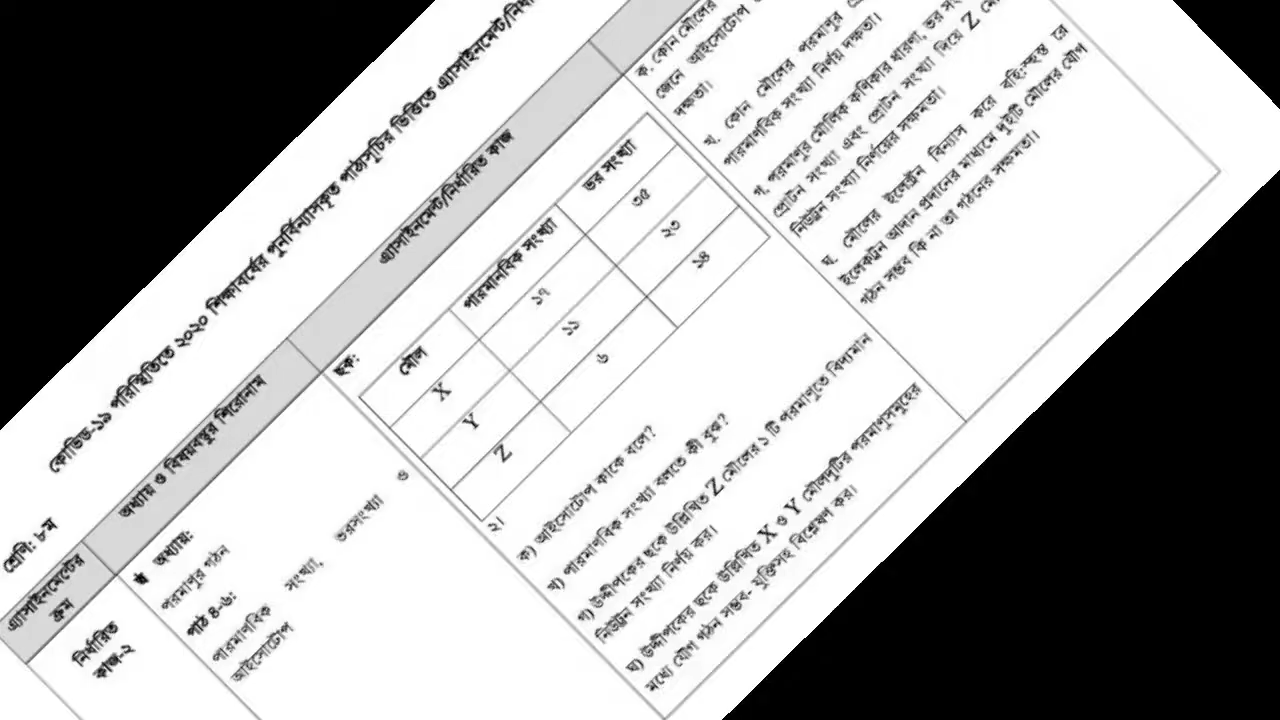 কোভিড-১৯ পরিস্থিতিতে ২০২০ শিক্ষাবর্ষের পুনর্বিন্যাসকৃত পাঠ্যসূচির ভিত্তিতে এ্যাসাইনমেন্ট/
শ্রেণি: ৮ম
এ্যাসাইনমেন্টের
ক্রম
অধ্যায় ও বিষয়বস্তুর শিরোনাম
এ্যাসাইনমেন্ট/নির্ধারিত কাজ
নির্ধারিত
কাজ-২
ষষ্ঠ অধ্যায়:
পরমাণুর গঠন
পাঠ ৪-৬:
পারমাণবিক সংখ্যা, ভরসংখ্যা ও
আইসোটোপ
ছক:
মৌল পারমানবিক সংখ্যা ভর সংখ্যা
X ১৭ ৩৫
Y ১১ ২৩
Z ৬ ১৪
২।
ক) আইসোটোপ কাকে বলে?
খ) পারমাণবিক সংখ্যা বলতে কী বুঝ?
গ) উদ্দীপকের ছকে উল্লিখিত Z মৌলের ১ টি পরমাণুতে বিদ্যমান
নিউট্রন সংখ্যা নির্ণয় কর।
ঘ) উদ্দীপকের ছকে উল্লিখিত X ও Y মৌলদুটির পরমাণুসমূহের
মধ্যে যৌগ গঠন সম্ভব- যুক্তিসহ বিশ্লেষণ কর।
ক. কোন মৌলের
জেনে আইসোটোপ
দক্ষতা।
খ. কোন মৌলের পরমাণুর
পারমাণবিক সংখ্যা নির্ণয় দক্ষতা।
গ. পরমাণুর মৌলিক কণিকার ধারণা, ভর
প্রোটন সংখ্যা এবং প্রোটন সংখ্যা দিয়ে Z
নিউট্রন সংখ্যা নির্ণয়ের সক্ষমতা।
ঘ. মৌলের ইলেকট্রন বিন্যাস করে বহিঃস্থ
ইলেকট্রন আদান প্রদানের মাধ্যমে দুইটি মৌলের যৌগ
গঠন সম্ভব কি না তা গঠনের সক্ষমতা।